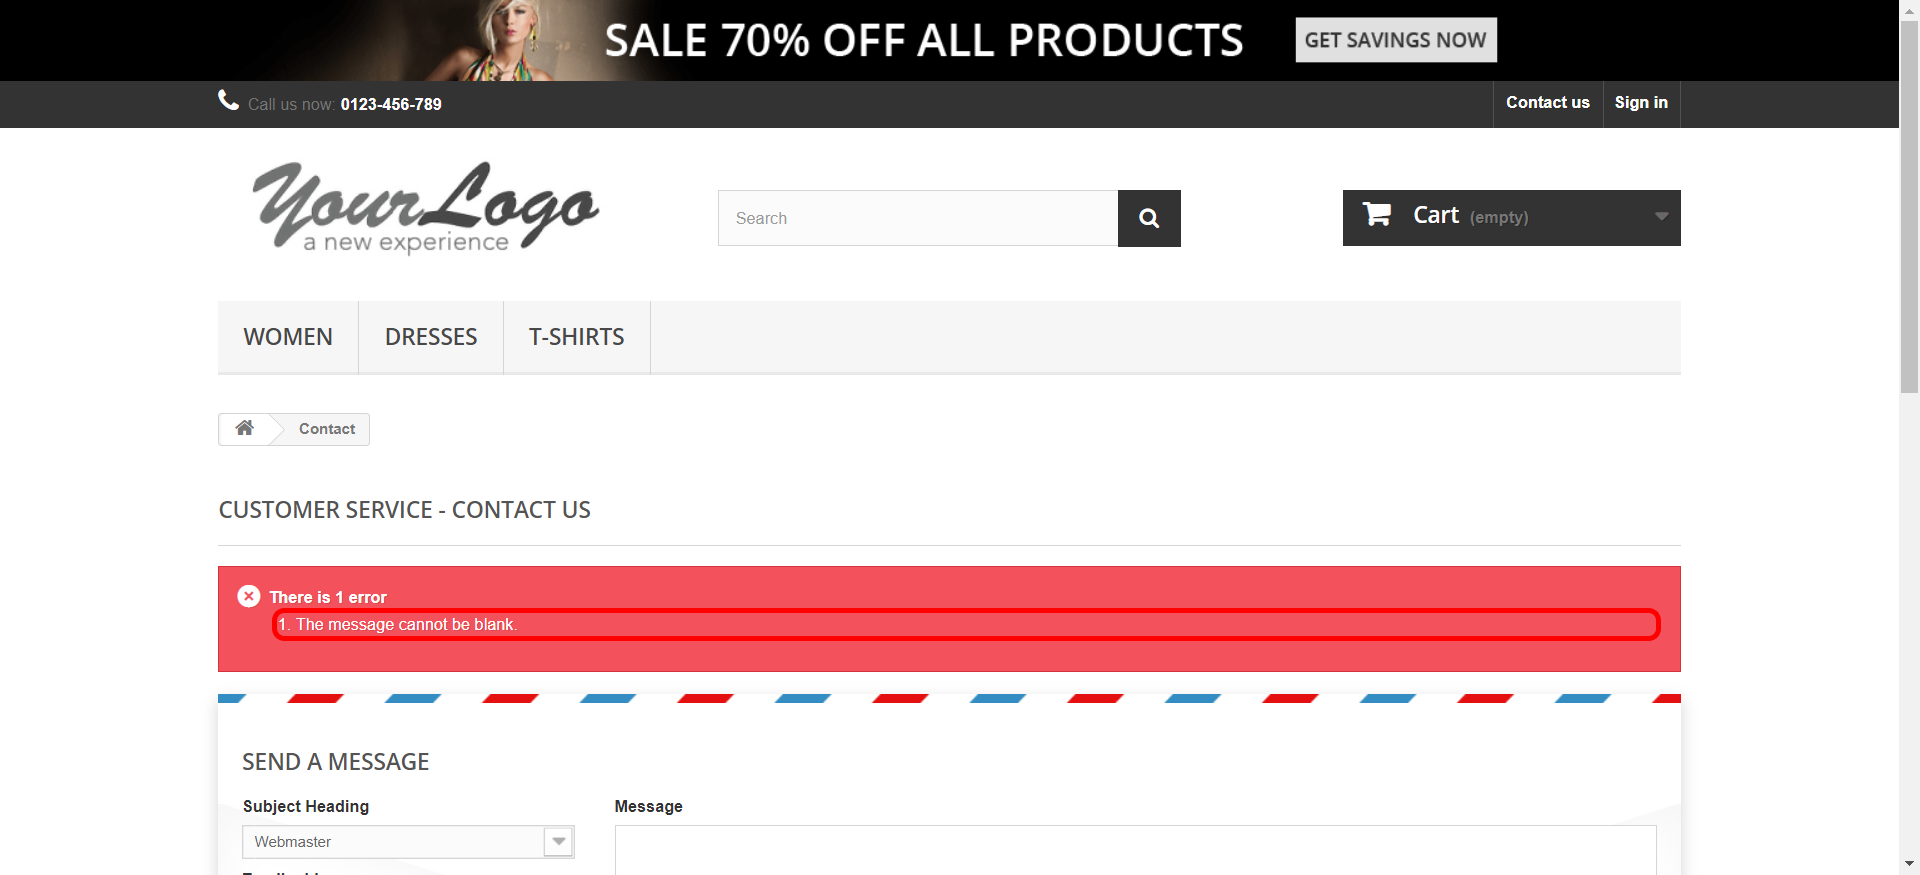 SALE 70% OFF ALL PRODUCTS GET SAVINGS NOW
Call us now: 0123-456-789 Contact us Sign in
YourLogo
a new experience
Search
Cart (empty)
WOMEN DRESSES T-SHIRTS
Contact
CUSTOMER SERVICE - CONTACT US
There is 1 error
1. The message cannot be blank.
SEND A MESSAGE
Subject Heading Message
Webmaster